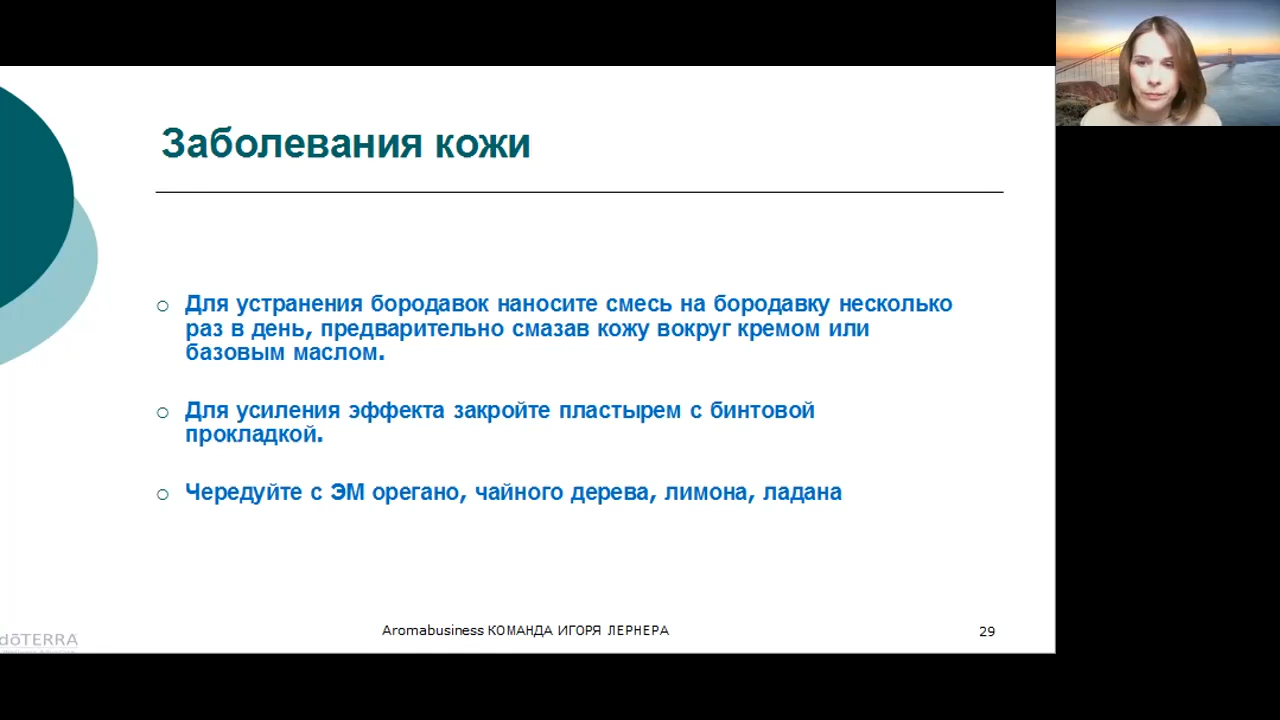 Заболевания кожи
Для устранения бородавок наносите смесь на бородавку несколько
раз в день, предварительно смазав кожу вокруг кремом или
базовым маслом.
Для усиления эффекта закройте пластырем с бинтовой
прокладкой.
Чередуйте с ЭМ орегано, чайного дерева, лимона, ладана
dōTERRA
Aromabusiness КОМАНДА ИГОРЯ ЛЕРНЕРА
29